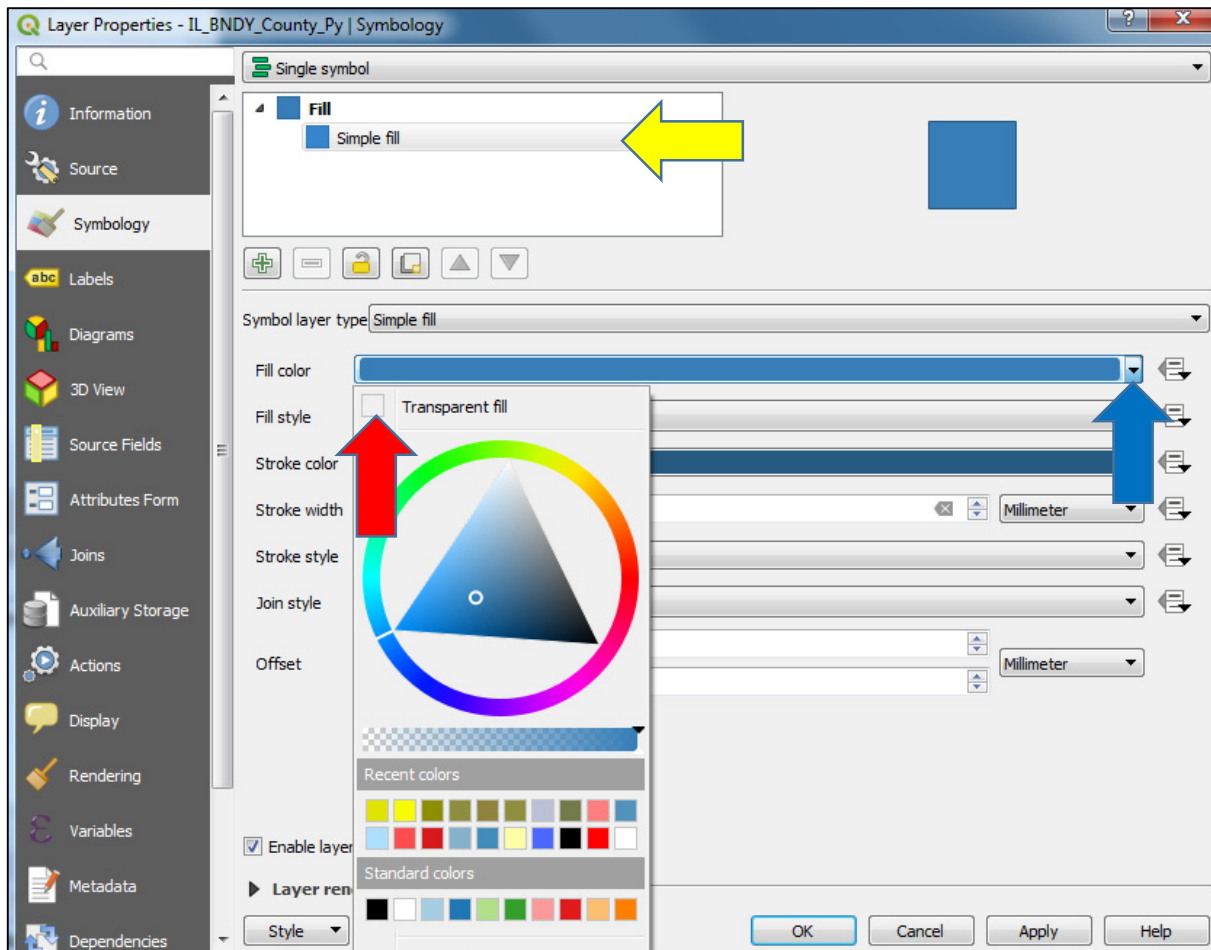 Layer Properties - IL_BNDY_County_Py | Symbology
Information
Source
Symbology
abc Labels
Diagrams
3D View
Source Fields
Attributes Form
Joins
Auxiliary Storage
Actions
Display
Rendering
Variables
Metadata
Dependencies
Single symbol
Fill
Simple fill
Symbol layer type Simple fill
Fill color
Transparent fill
Fill style
Stroke color
Stroke width
Millimeter
Stroke style
Join style
Offset
Millimeter
Recent colors
Enable layer
Standard colors
Layer ren
Style
OK Cancel Apply Help